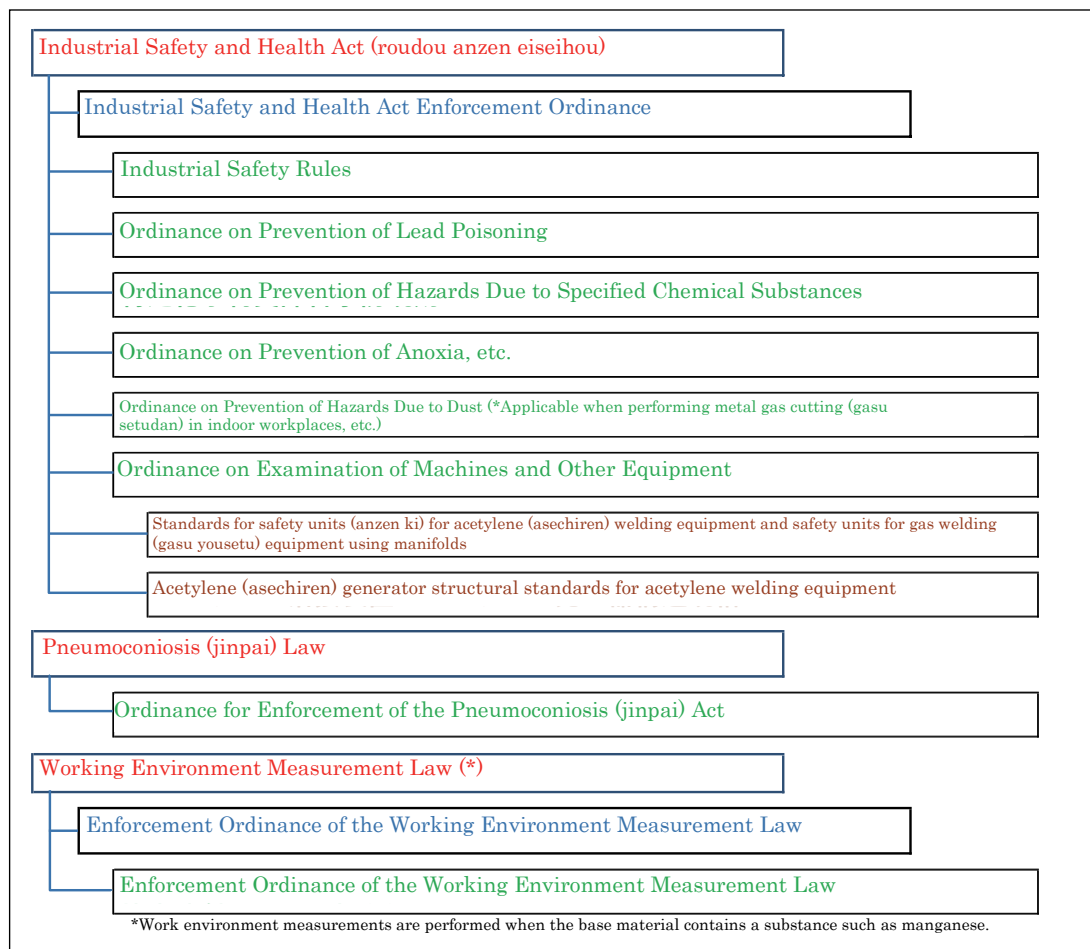 Industrial Safety and Health Act (roudou anzen eiseihou)
Industrial Safety and Health Act Enforcement Ordinance
Industrial Safety Rules
Ordinance on Prevention of Lead Poisoning
Ordinance on Prevention of Hazards Due to Specified Chemical Substances
Ordinance on Prevention of Anoxia, etc.
Ordinance on Prevention of Hazards Due to Dust (*Applicable when performing metal gas cutting (gasu
setudan) in indoor workplaces, etc.)
Ordinance on Examination of Machines and Other Equipment
Standards for safety units (anzen ki) for acetylene (asechiren) welding equipment and safety units for gas welding
(gasu yousetu) equipment using manifolds
Acetylene (asechiren) generator structural standards for acetylene welding equipment
Pneumoconiosis (jinpai) Law
Ordinance for Enforcement of the Pneumoconiosis (jinpai) Act
Working Environment Measurement Law (*)
Enforcement Ordinance of the Working Environment Measurement Law
Enforcement Ordinance of the Working Environment Measurement Law
*Work environment measurements are performed when the base material contains a substance such as manganese.